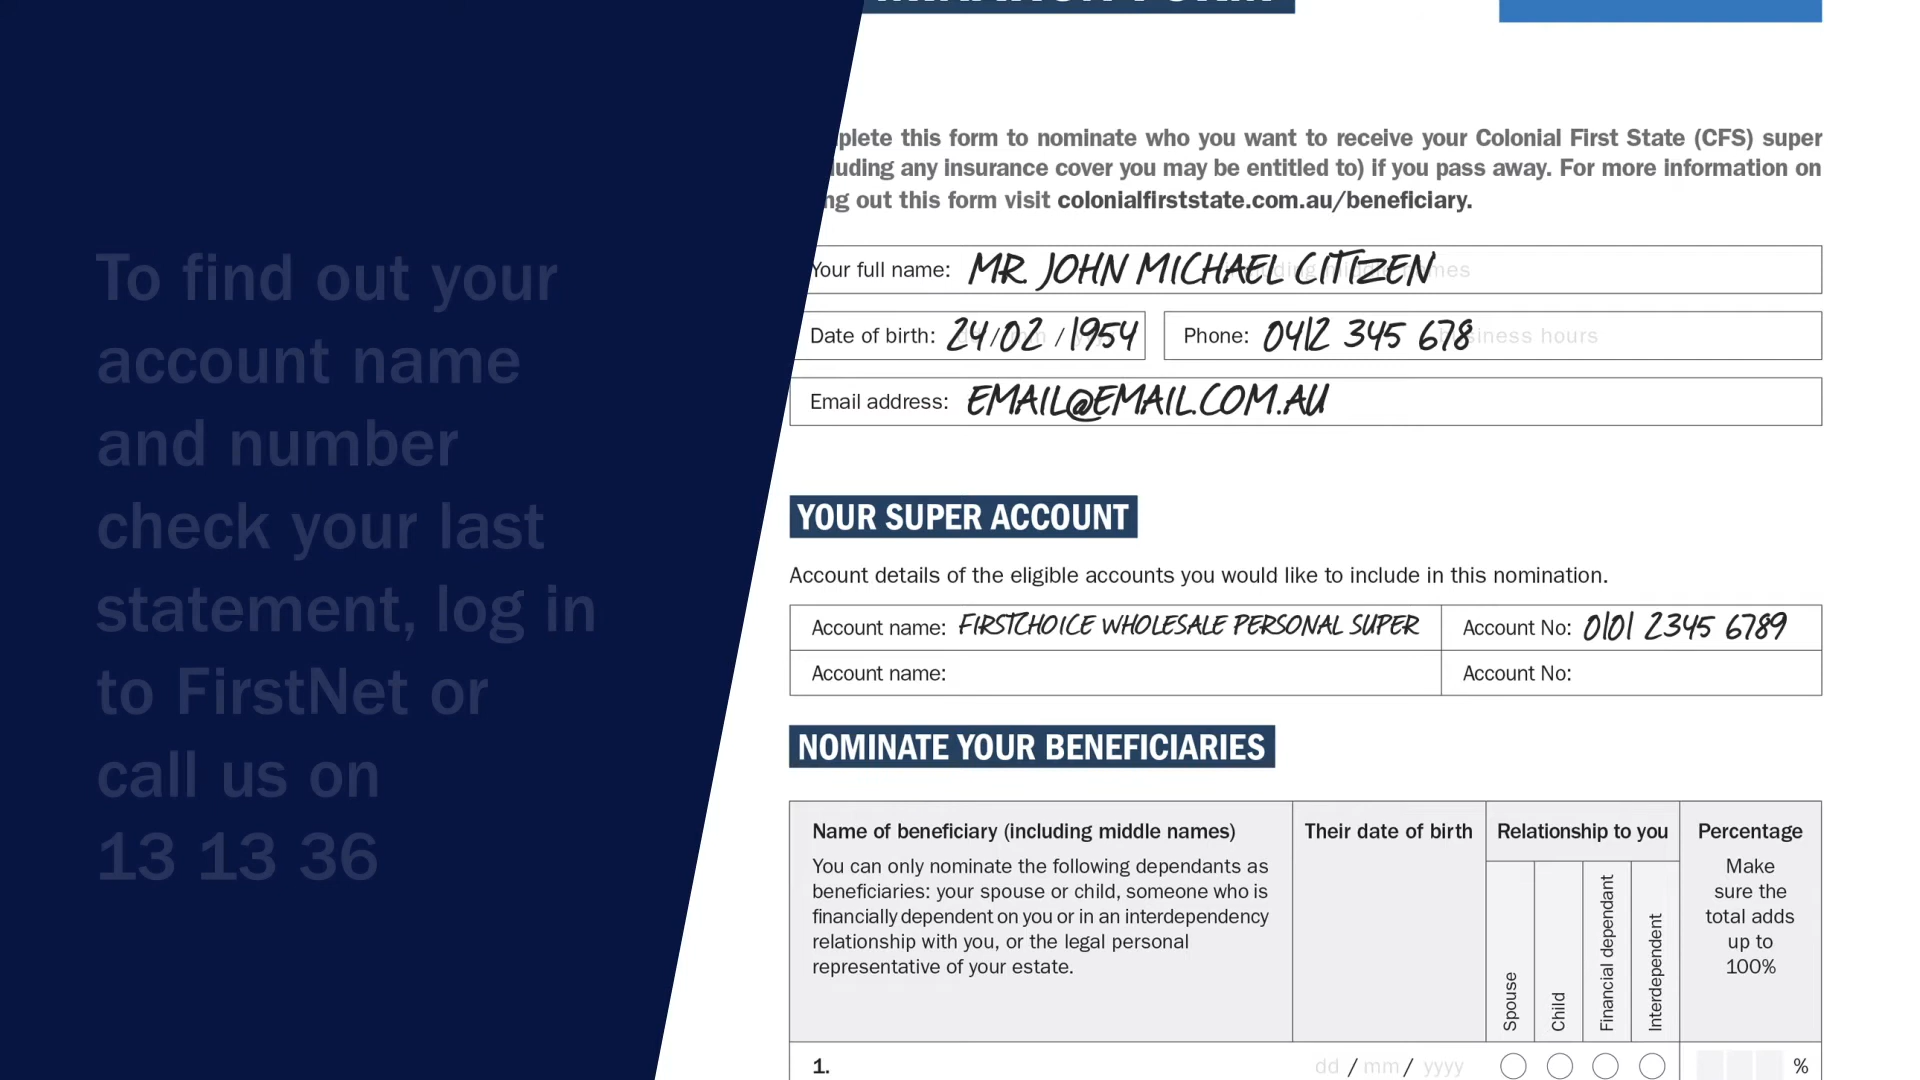 To find out your
account name
and number
check your last
statement, log in
to FirstNet or
call us on
13 13 36
this form to nominate who you want to receive your Colonial First State (CFS) super
any insurance cover you may be entitled to) if you pass away. For more information on
out this form visit colonialfirststate.com.au/beneficiary.
Your full name: MR. JOHN MICHAEL CITIZEN names
Date of birth: 24/02/1954 Phone: 0412 345 678 hours
Email address: EMAIL@EMAIL.COM.AU
YOUR SUPER ACCOUNT
Account details of the eligible accounts you would like to include in this nomination.
Account name: FIRSTCHOICE WHOLESALE PERSONAL SUPER Account No: 0101 2345 6789
Account name: Account No:
NOMINATE YOUR BENEFICIARIES
Name of beneficiary (including middle names) Their date of birth Relationship to you Percentage
You can only nominate the following dependants as
beneficiaries: your spouse or child, someone who is
financially dependent on you or in an interdependency
relationship with you, or the legal personal
representative of your estate.
Spouse
Child
Financial dependant
Interdependent
Make
sure the
total adds
up to
100%
1. dd / mm / yyyy %